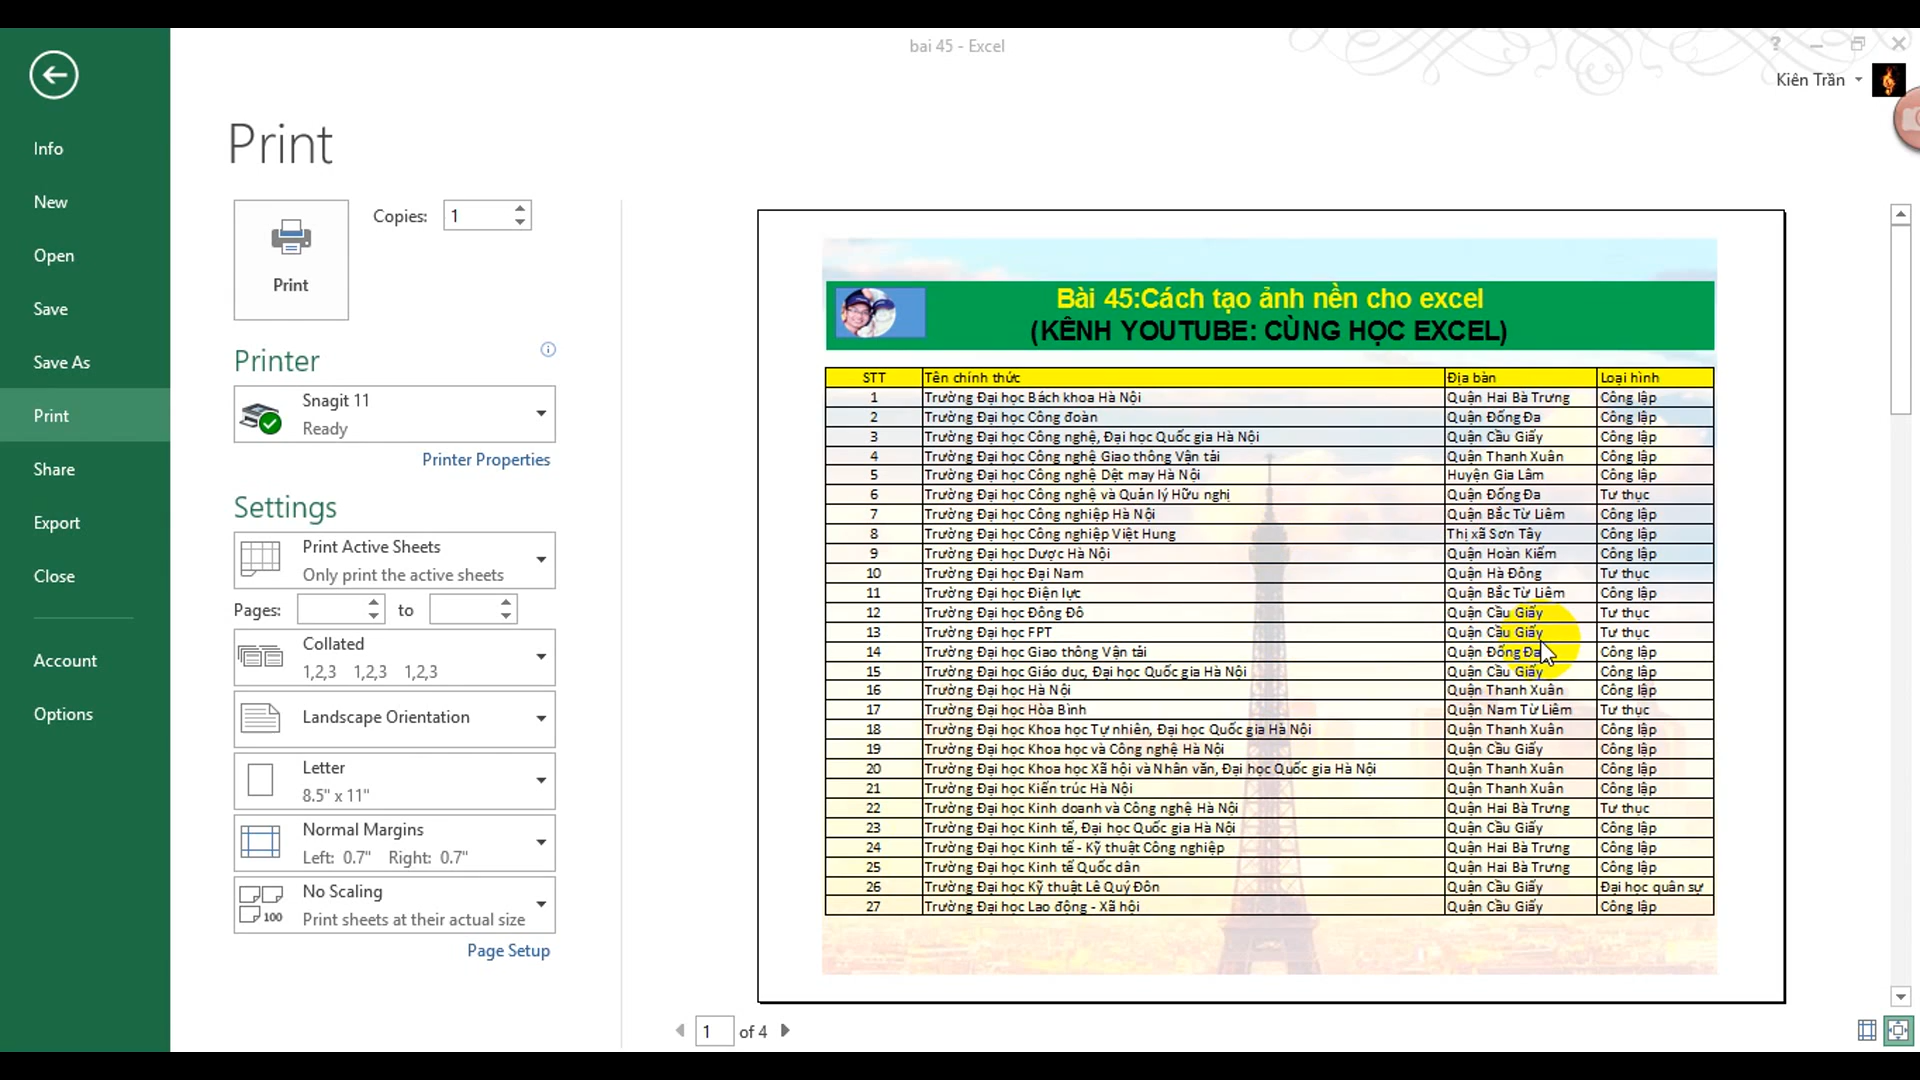 bai 45 - Excel
?
Kiên Trần
Info
New
Open
Save
Save As
Print
Share
Export
Close
Account
Options
Print
Print
Copies: 1
Printer
Snagit 11
Ready
Printer Properties
Settings
Print Active Sheets
Only print the active sheets
Pages: to
Collated
1,2,3 1,2,3 1,2,3
Landscape Orientation
Letter
8.5" x 11"
Normal Margins
Left: 0.7" Right: 0.7"
No Scaling
100
Print sheets at their actual size
Page Setup
Bài 45:Cách tạo ảnh nền cho excel
(KÊNH YOUTUBE: CÙNG HỌC EXCEL)
STT Tên chính thức Địa bàn Loại hình
1 Trường Đại học Bách khoa Hà Nội Quận Hai Bà Trưng Công lập
2 Trường Đại học Công đoàn Quận Đống Đa Công lập
3 Trường Đại học Công nghệ, Đại học Quốc gia Hà Nội Quận Cầu Giấy Công lập
4 Trường Đại học Công nghệ Giao thông Vận tải Quận Thanh Xuân Công lập
5 Trường Đại học Công nghệ Dệt may Hà Nội Huyện Gia Lâm Công lập
6 Trường Đại học Công nghệ và Quản lý Hữu nghị Quận Đống Đa Tư thục
7 Trường Đại học Công nghiệp Hà Nội Quận Bắc Từ Liêm Công lập
8 Trường Đại học Công nghiệp Việt Hung Thị xã Sơn Tây Công lập
9 Trường Đại học Dược Hà Nội Quận Hoàn Kiếm Công lập
10 Trường Đại học Đại Nam Quận Hà Đông Tư thục
11 Trường Đại học Điện lực Quận Bắc Từ Liêm Công lập
12 Trường Đại học Đông Đô Quận Cầu Giấy Tư thục
13 Trường Đại học FPT Quận Cầu Giấy Tư thục
14 Trường Đại học Giao thông Vận tải Quận Đống Đa Công lập
15 Trường Đại học Giáo dục, Đại học Quốc gia Hà Nội Quận Cầu Giấy Công lập
16 Trường Đại học Hà Nội Quận Thanh Xuân Công lập
17 Trường Đại học Hòa Bình Quận Nam Từ Liêm Tư thục
18 Trường Đại học Khoa học Tự nhiên, Đại học Quốc gia Hà Nội Quận Thanh Xuân Công lập
19 Trường Đại học Khoa học và Công nghệ Hà Nội Quận Cầu Giấy Công lập
20 Trường Đại học Khoa học Xã hội và Nhân văn, Đại học Quốc gia Hà Nội Quận Thanh Xuân Công lập
21 Trường Đại học Kiến trúc Hà Nội Quận Thanh Xuân Công lập
22 Trường Đại học Kinh doanh và Công nghệ Hà Nội Quận Hai Bà Trưng Tư thục
23 Trường Đại học Kinh tế, Đại học Quốc gia Hà Nội Quận Cầu Giấy Công lập
24 Trường Đại học Kinh tế - Kỹ thuật Công nghiệp Quận Hai Bà Trưng Công lập
25 Trường Đại học Kinh tế Quốc dân Quận Hai Bà Trưng Công lập
26 Trường Đại học Kỹ thuật Lê Quý Đôn Quận Cầu Giấy Đại học quân sự
27 Trường Đại học Lao động - Xã hội Quận Cầu Giấy Công lập
1 of 4